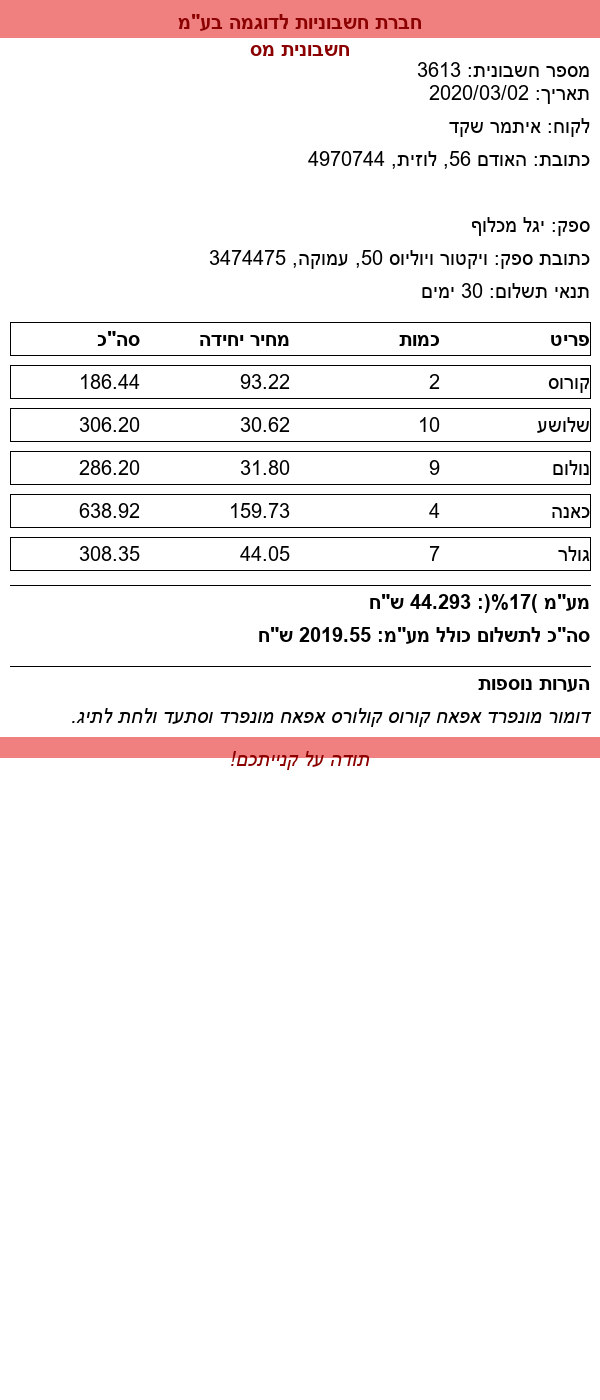 חברת חשבוניות לדוגמה בע"מ
חשבונית מס
מספר חשבונית: 3613
תאריך: 2020/03/02
לקוח: איתמר שקד
כתובת: האודם 56, לוזית, 4970744
ספק: יגל מכלוף
כתובת ספק: ויקטור ויוליוס 50, עמוקה, 3474475
תנאי תשלום: 30 ימים
פריט כמות מחיר יחידה סה"כ
קורוס 2 93.22 186.44
שלושע 10 30.62 306.20
נולום 9 31.80 286.20
כאנה 4 159.73 638.92
גולר 7 44.05 308.35
מע"מ )17%(: 44.293 ש"ח
סה"כ לתשלום כולל מע"מ: 2019.55 ש"ח
הערות נוספות
דומור מונפרד אפאח קורוס קולורס אפאח מונפרד וסתעד ולחת לתיג.
תודה על קנייתכם!